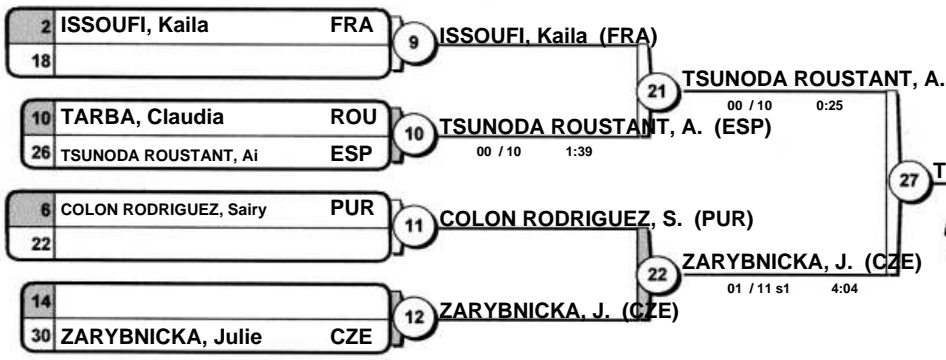 2 ISSOUFI, Kaila FRA
18
9
ISSOUFI, Kaila (FRA)
10 TARBA, Claudia ROU
26 TSUNODA ROUSTANT, Ai ESP
10
TSUNODA ROUSTANT, A. (ESP)
00 / 10 1:39
21
TSUNODA ROUSTANT, A.
00 / 10 0:25
6 COLON RODRIGUEZ, Sairy PUR
22
11
COLON RODRIGUEZ, S. (PUR)
14
30 ZARYBNICKA, Julie CZE
12
ZARYBNICKA, J. (CZE)
22
ZARYBNICKA, J. (CZE)
01 / 11 s1 4:04
27
T